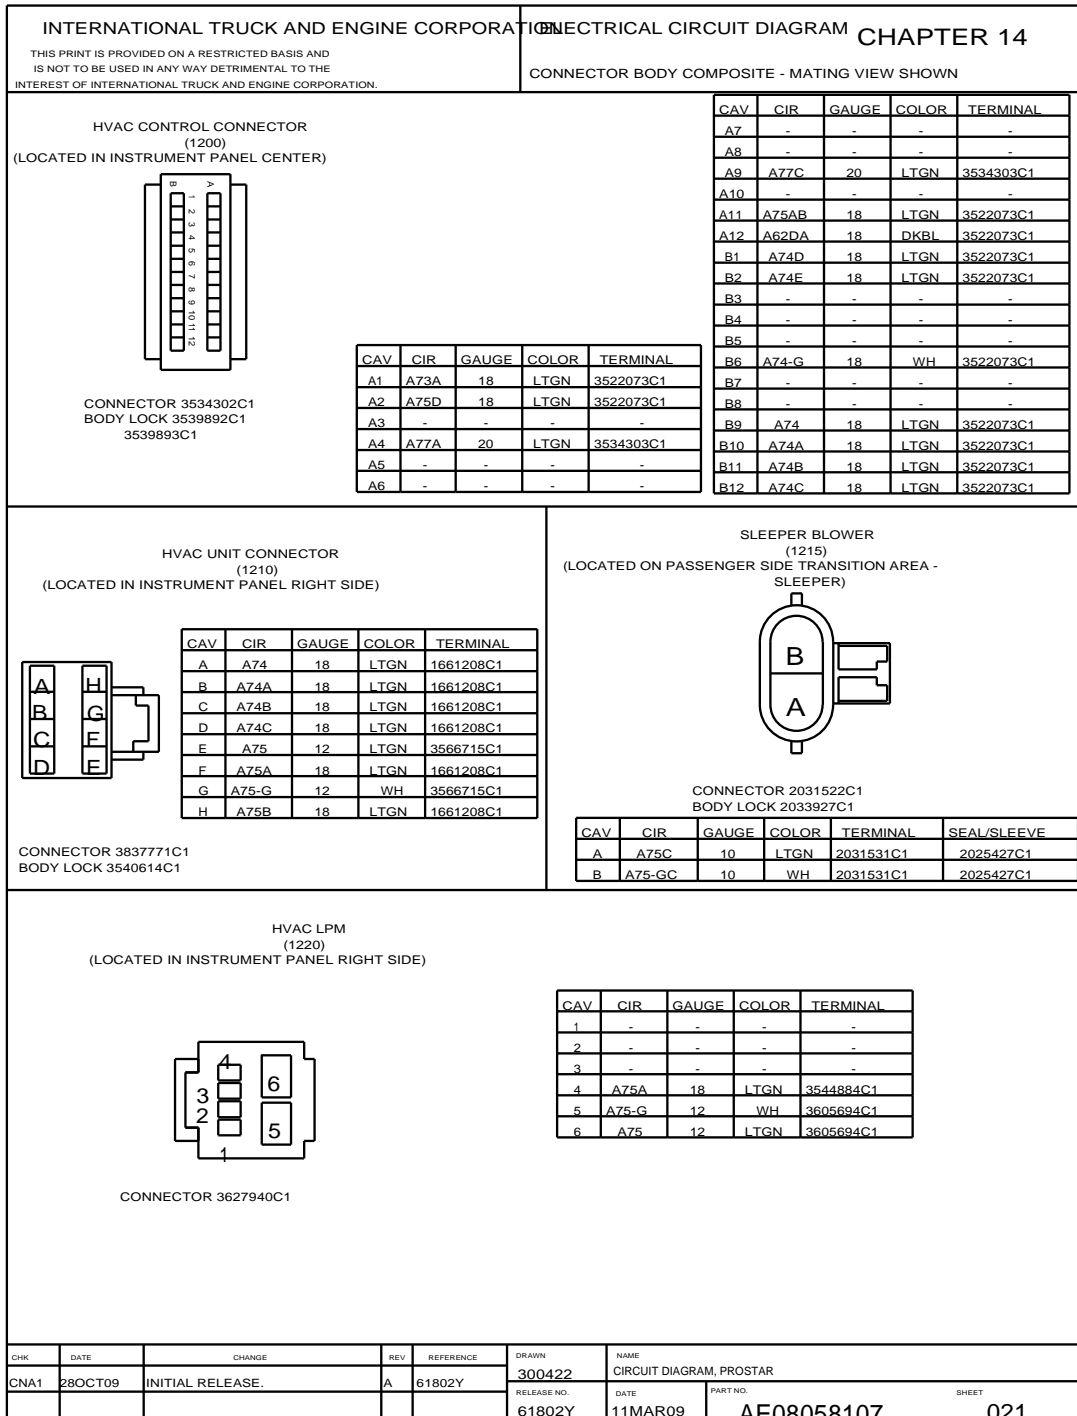 INTERNATIONAL TRUCK AND ENGINE CORPORATION
THIS PRINT IS PROVIDED ON A RESTRICTED BASIS AND
IS NOT TO BE USED IN ANY WAY DETRIMENTAL TO THE
INTEREST OF INTERNATIONAL TRUCK AND ENGINE CORPORATION.
ELECTRICAL CIRCUIT DIAGRAM CHAPTER 14
CONNECTOR BODY COMPOSITE - MATING VIEW SHOWN
HVAC CONTROL CONNECTOR
(1200)
(LOCATED IN INSTRUMENT PANEL CENTER)
B A
1
2
3
4
5
6
7
8
9
10
11
12
CONNECTOR 3534302C1
BODY LOCK 3539892C1
3539893C1
CAV CIR GAUGE COLOR TERMINAL
A1 A73A 18 LTGN 3522073C1
A2 A75D 18 LTGN 3522073C1
A3 - - - -
A4 A77A 20 LTGN 3534303C1
A5 - - - -
A6 - - - -
CAV CIR GAUGE COLOR TERMINAL
A7 - - - -
A8 - - - -
A9 A77C 20 LTGN 3534303C1
A10 - - - -
A11 A75AB 18 LTGN 3522073C1
A12 A62DA 18 DKBL 3522073C1
B1 A74D 18 LTGN 3522073C1
B2 A74E 18 LTGN 3522073C1
B3 - - - -
B4 - - - -
B5 - - - -
B6 A74-G 18 WH 3522073C1
B7 - - - -
B8 - - - -
B9 A74 18 LTGN 3522073C1
B10 A74A 18 LTGN 3522073C1
B11 A74B 18 LTGN 3522073C1
B12 A74C 18 LTGN 3522073C1
HVAC UNIT CONNECTOR
(1210)
(LOCATED IN INSTRUMENT PANEL RIGHT SIDE)
A H
B G
C F
D E
CONNECTOR 3837771C1
BODY LOCK 3540614C1
CAV CIR GAUGE COLOR TERMINAL
A A74 18 LTGN 1661208C1
B A74A 18 LTGN 1661208C1
C A74B 18 LTGN 1661208C1
D A74C 18 LTGN 1661208C1
E A75 12 LTGN 3566715C1
F A75A 18 LTGN 1661208C1
G A75-G 12 WH 3566715C1
H A75B 18 LTGN 1661208C1
SLEEPER BLOWER
(1215)
(LOCATED ON PASSENGER SIDE TRANSITION AREA -
SLEEPER)
B
A
CONNECTOR 2031522C1
BODY LOCK 2033927C1
CAV CIR GAUGE COLOR TERMINAL SEAL/SLEEVE
A A75C 10 LTGN 2031531C1 2025427C1
B A75-GC 10 WH 2031531C1 2025427C1
HVAC LPM
(1220)
(LOCATED IN INSTRUMENT PANEL RIGHT SIDE)
4
3
2
1
6
5
CONNECTOR 3627940C1
CAV CIR GAUGE COLOR TERMINAL
1 - - - -
2 - - - -
3 - - - -
4 A75A 18 LTGN 3544884C1
5 A75-G 12 WH 3605694C1
6 A75 12 LTGN 3605694C1
CHK DATE CHANGE REV REFERENCE
CNA1 28OCT09 INITIAL RELEASE. A 61802Y
DRAWN
300422
NAME
CIRCUIT DIAGRAM, PROSTAR
RELEASE NO.
61802Y
DATE
11MAR09
PART NO.
AE08058107
SHEET
021